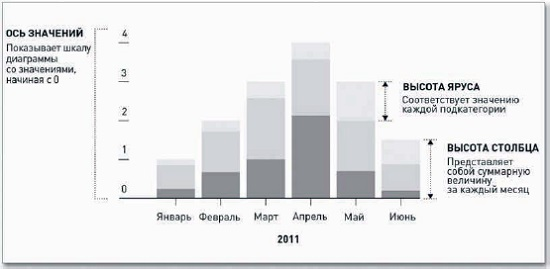 ОСЬ ЗНАЧЕНИЙ
Показывает шкалу
диаграммы
со значениями,
начиная с 0
4
3
2
1
0
Январь Февраль Март Апрель Май Июнь
2011
ВЫСОТА ЯРУСА
Соответствует значению
каждой подкатегории
ВЫСОТА СТОЛБЦА
Представляет
собой суммарную
величину
за каждый месяц